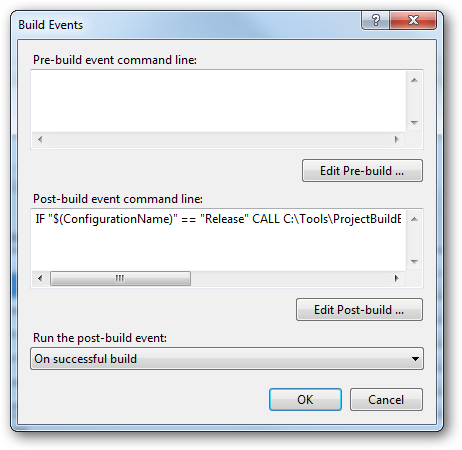 Build Events
Pre-build event command line:
Edit Pre-build ...
Post-build event command line:
IF "$(ConfigurationName)" == "Release" CALL C:\Tools\ProjectBuildE
Edit Post-build ...
Run the post-build event:
On successful build
OK
Cancel